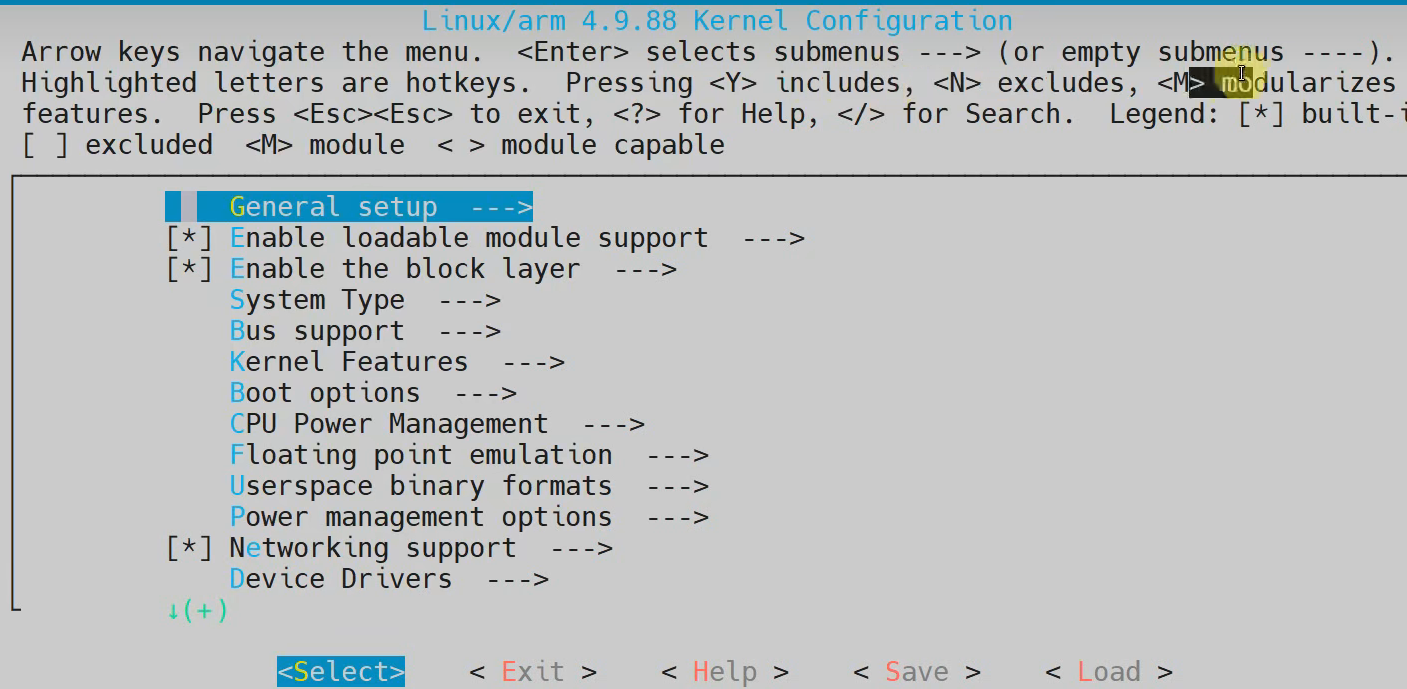 Linux/arm 4.9.88 Kernel Configuration
Arrow keys navigate the menu.  <Enter> selects submenus ---> (or empty submenus ----).
Highlighted letters are hotkeys.  Pressing <Y> includes, <N> excludes, <M> modularizes
features.  Press <Esc><Esc> to exit, <?> for Help, </> for Search.  Legend: [*] built-i
[ ] excluded  <M> module  < > module capable
General setup  --->
[*] Enable loadable module support  --->
[*] Enable the block layer  --->
System Type  --->
Bus support  --->
Kernel Features  --->
Boot options  --->
CPU Power Management  --->
Floating point emulation  --->
Userspace binary formats  --->
Power management options  --->
[*] Networking support  --->
Device Drivers  --->
↓(+)
<Select>    < Exit >    < Help >    < Save >    < Load >